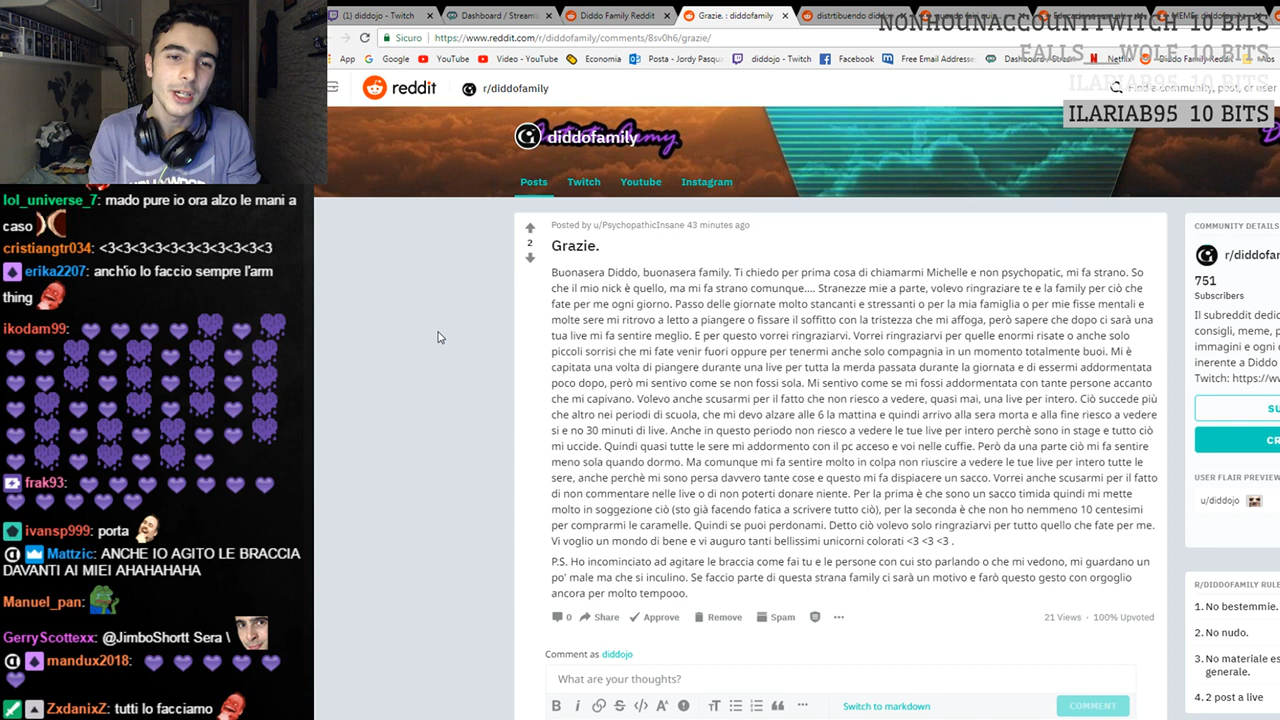 (1) diddojo - Twitch
Dashboard / Stream
Diddo Family Reddit
Grazie. : diddofamily
NONHOUNACCOUNTWITCH 10 BITS
FALLS_ WOLF 10 BITS
ILARIAB95 10 BITS
ILARIAB95 10 BITS
Sicuro https://www.reddit.com/r/diddofamily/comments/8sv0h6/grazie/
App Google YouTube Video - YouTube Economia Posta - Jordy Pasqua diddojo - Twitch Facebook Free Email Addresse
reddit r/diddofamily Find a community, post, or user
diddofamily
Posts Twitch Youtube Instagram
Posted by u/PsychopathicInsane 43 minutes ago
2
Grazie.
Buonasera Diddo, buonasera family. Ti chiedo per prima cosa di chiamarmi Michelle e non psychopatic, mi fa strano. So
che il mio nick è quello, ma mi fa strano comunque.... Stranezze mie a parte, volevo ringraziare te e la family per ciò che
fate per me ogni giorno. Passo delle giornate molto stancanti e stressanti o per la mia famiglia o per mie fisse mentali e
molte sere mi ritrovo a letto a piangere o fissare il soffitto con la tristezza che mi affoga, però sapere che dopo ci sarà una
tua live mi fa sentire meglio. E per questo vorrei ringraziarvi. Vorrei ringraziarvi per quelle enormi risate o anche solo
piccoli sorrisi che mi fate venir fuori oppure per tenermi anche solo compagnia in un momento totalmente buoi. Mi è
capitata una volta di piangere durante una live per tutta la merda passata durante la giornata e di essermi addormentata
poco dopo, però mi sentivo come se non fossi sola. Mi sentivo come se mi fossi addormentata con tante persone accanto
che mi capivano. Volevo anche scusarmi per il fatto che non riesco a vedere, quasi mai, una live per intero. Ciò succede più
che altro nei periodi di scuola, che mi devo alzare alle 6 la mattina e quindi arrivo alla sera morta e alla fine riesco a vedere
si e no 30 minuti di live. Anche in questo periodo non riesco a vedere le tue live per intero perchè sono in stage e tutto ciò
mi uccide. Quindi quasi tutte le sere mi addormento con il pc acceso e voi nelle cuffie. Però da una parte ciò mi fa sentire
meno sola quando dormo. Ma comunque mi fa sentire molto in colpa non riuscire a vedere le tue live per intero tutte le
sere, anche perchè mi sono persa davvero tante cose e questo mi fa dispiacere un sacco. Vorrei anche scusarmi per il fatto
di non commentare nelle live o di non poterti donare niente. Per la prima è che sono un sacco timida quindi mi mette
molto in soggezione ciò (sto già facendo fatica a scrivere tutto ciò), per la seconda è che non ho nemmeno 10 centesimi
per comprarmi le caramelle. Quindi se puoi perdonami. Detto ciò volevo solo ringraziarvi per tutto quello che fate per me.
Vi voglio un mondo di bene e vi auguro tanti bellissimi unicorni colorati <3 <3 <3 .
P.S. Ho incominciato ad agitare le braccia come fai tu e le persone con cui sto parlando o che mi vedono, mi guardano un
po' male ma che si inculino. Se faccio parte di questa strana family ci sarà un motivo e farò questo gesto con orgoglio
ancora per molto tempooo.
0 Share Approve Remove Spam
21 Views · 100% Upvoted
Comment as diddojo
What are your thoughts?
Switch to markdown COMMENT
COMMUNITY DETAILS
751
Subscribers
Il subreddit dedic
consigli, meme, p
immagini e ogni c
inerente a Diddo
Twitch: https://w
USER FLAIR PREVIEW
u/diddojo
R/DIDDOFAMILY RULE
1. No bestemmie.
2. No nudo.
3. No materiale es
generale.
4. 2 post a live
lol_universe_7: mado pure io ora alzo le mani a
caso
cristiangtr034: <3<3<3<3<3<3<3<3<3<3<3
erika2207: anch'io lo faccio sempre l'arm
thing
ikodam99:
frak93:
ivansp999: porta
Mattzic: ANCHE IO AGITO LE BRACCIA
DAVANTI AI MIEI AHAHAHAHA
Manuel_pan:
GerryScottexx: @JimboShortt Sera \
mandux2018:
ZxdanixZ: tutti lo facciamo